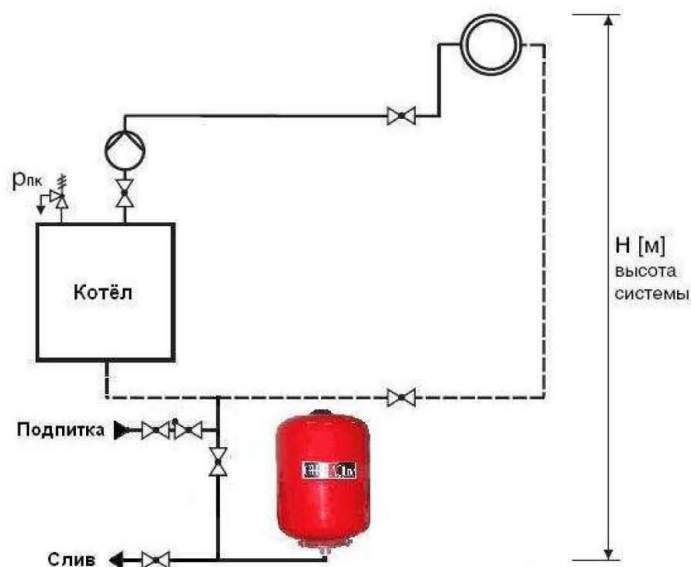 Pпк
Котёл
H [м]
высота
системы
Подпитка
Слив